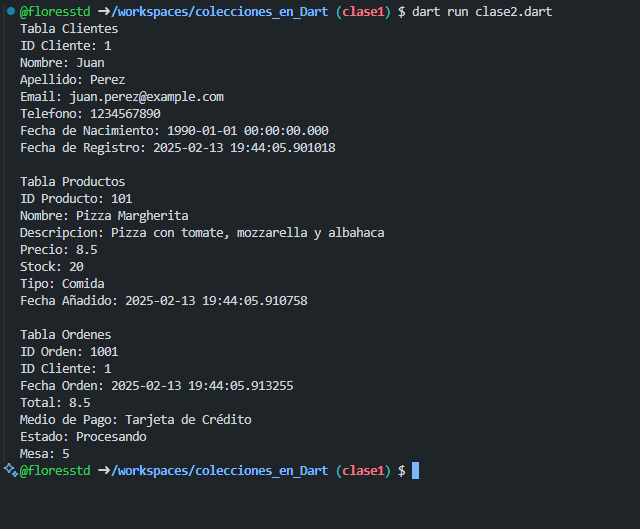 @floresstd ➜/workspaces/colecciones_en_Dart (clase1) $ dart run clase2.dart
Tabla Clientes
ID Cliente: 1
Nombre: Juan
Apellido: Perez
Email: juan.perez@example.com
Telefono: 1234567890
Fecha de Nacimiento: 1990-01-01 00:00:00.000
Fecha de Registro: 2025-02-13 19:44:05.901018
Tabla Productos
ID Producto: 101
Nombre: Pizza Margherita
Descripcion: Pizza con tomate, mozzarella y albahaca
Precio: 8.5
Stock: 20
Tipo: Comida
Fecha Añadido: 2025-02-13 19:44:05.910758
Tabla Ordenes
ID Orden: 1001
ID Cliente: 1
Fecha Orden: 2025-02-13 19:44:05.913255
Total: 8.5
Medio de Pago: Tarjeta de Crédito
Estado: Procesando
Mesa: 5
@floresstd ➜/workspaces/colecciones_en_Dart (clase1) $